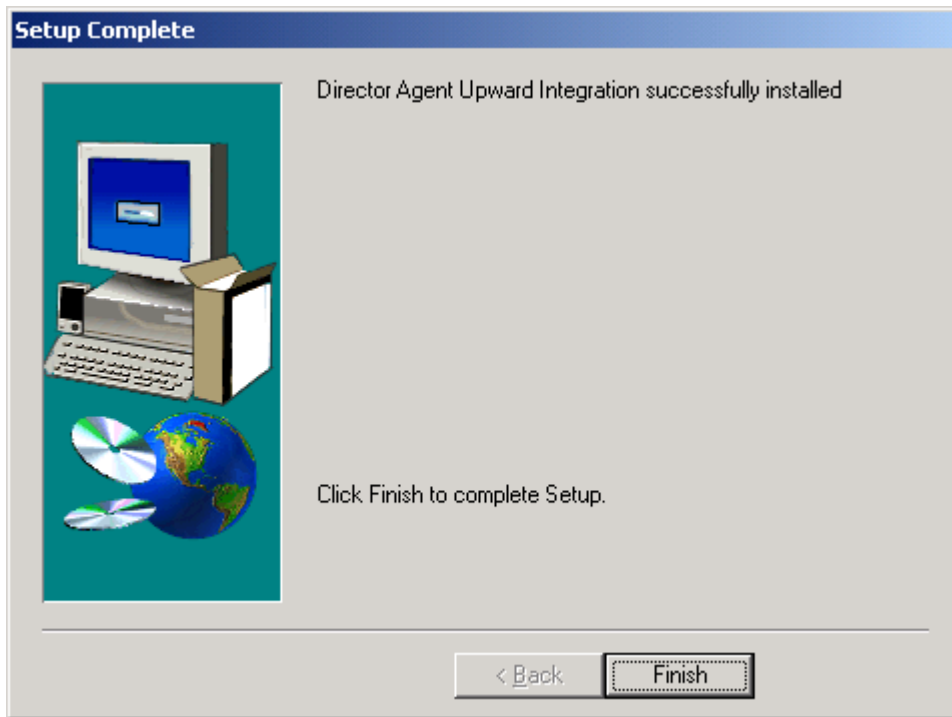 Setup Complete
Director Agent Upward Integration successfully installed
Click Finish to complete Setup.
< Back
Finish